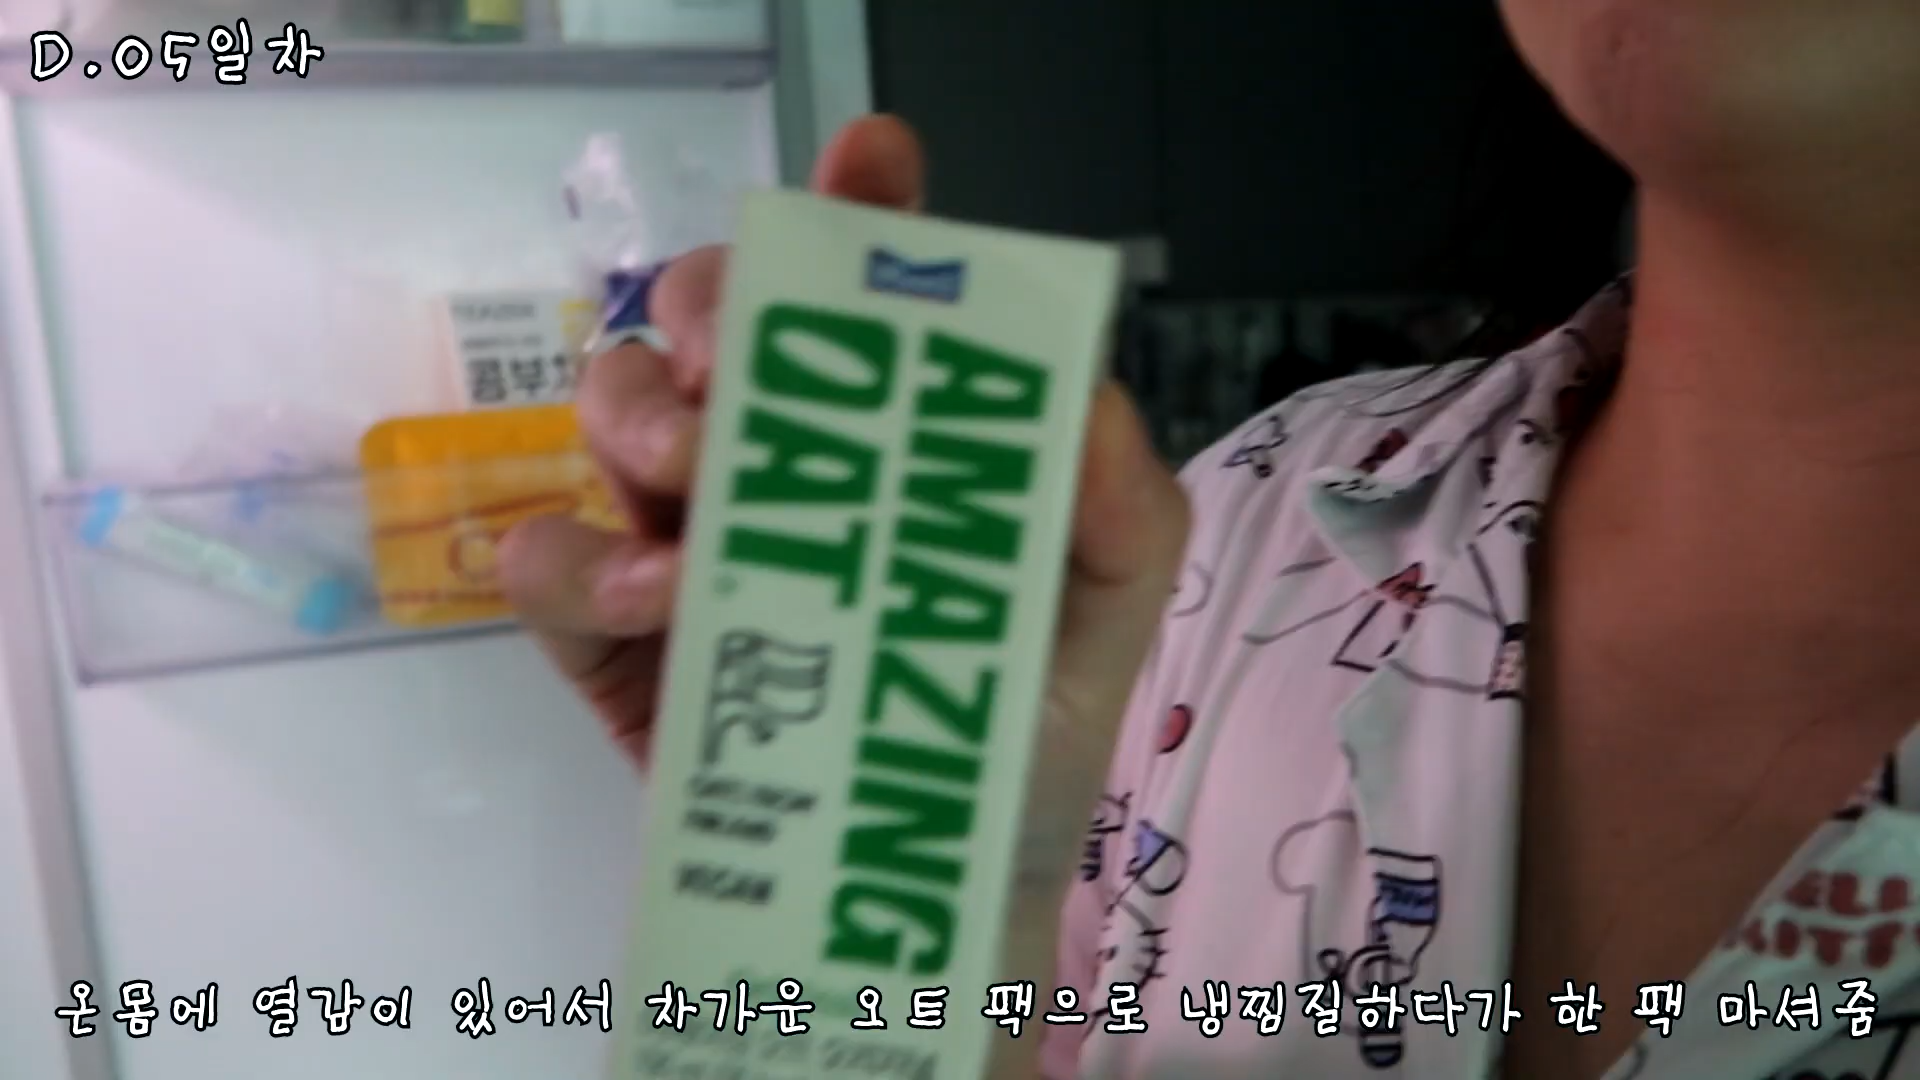 D.05일차
콤부차
AMAZING
OAT
VEGAN
ELL
KITT
온몸에 열감이 있어서 차가운 오트 팩으로 냉찜질하다가 한 팩 마셔줌